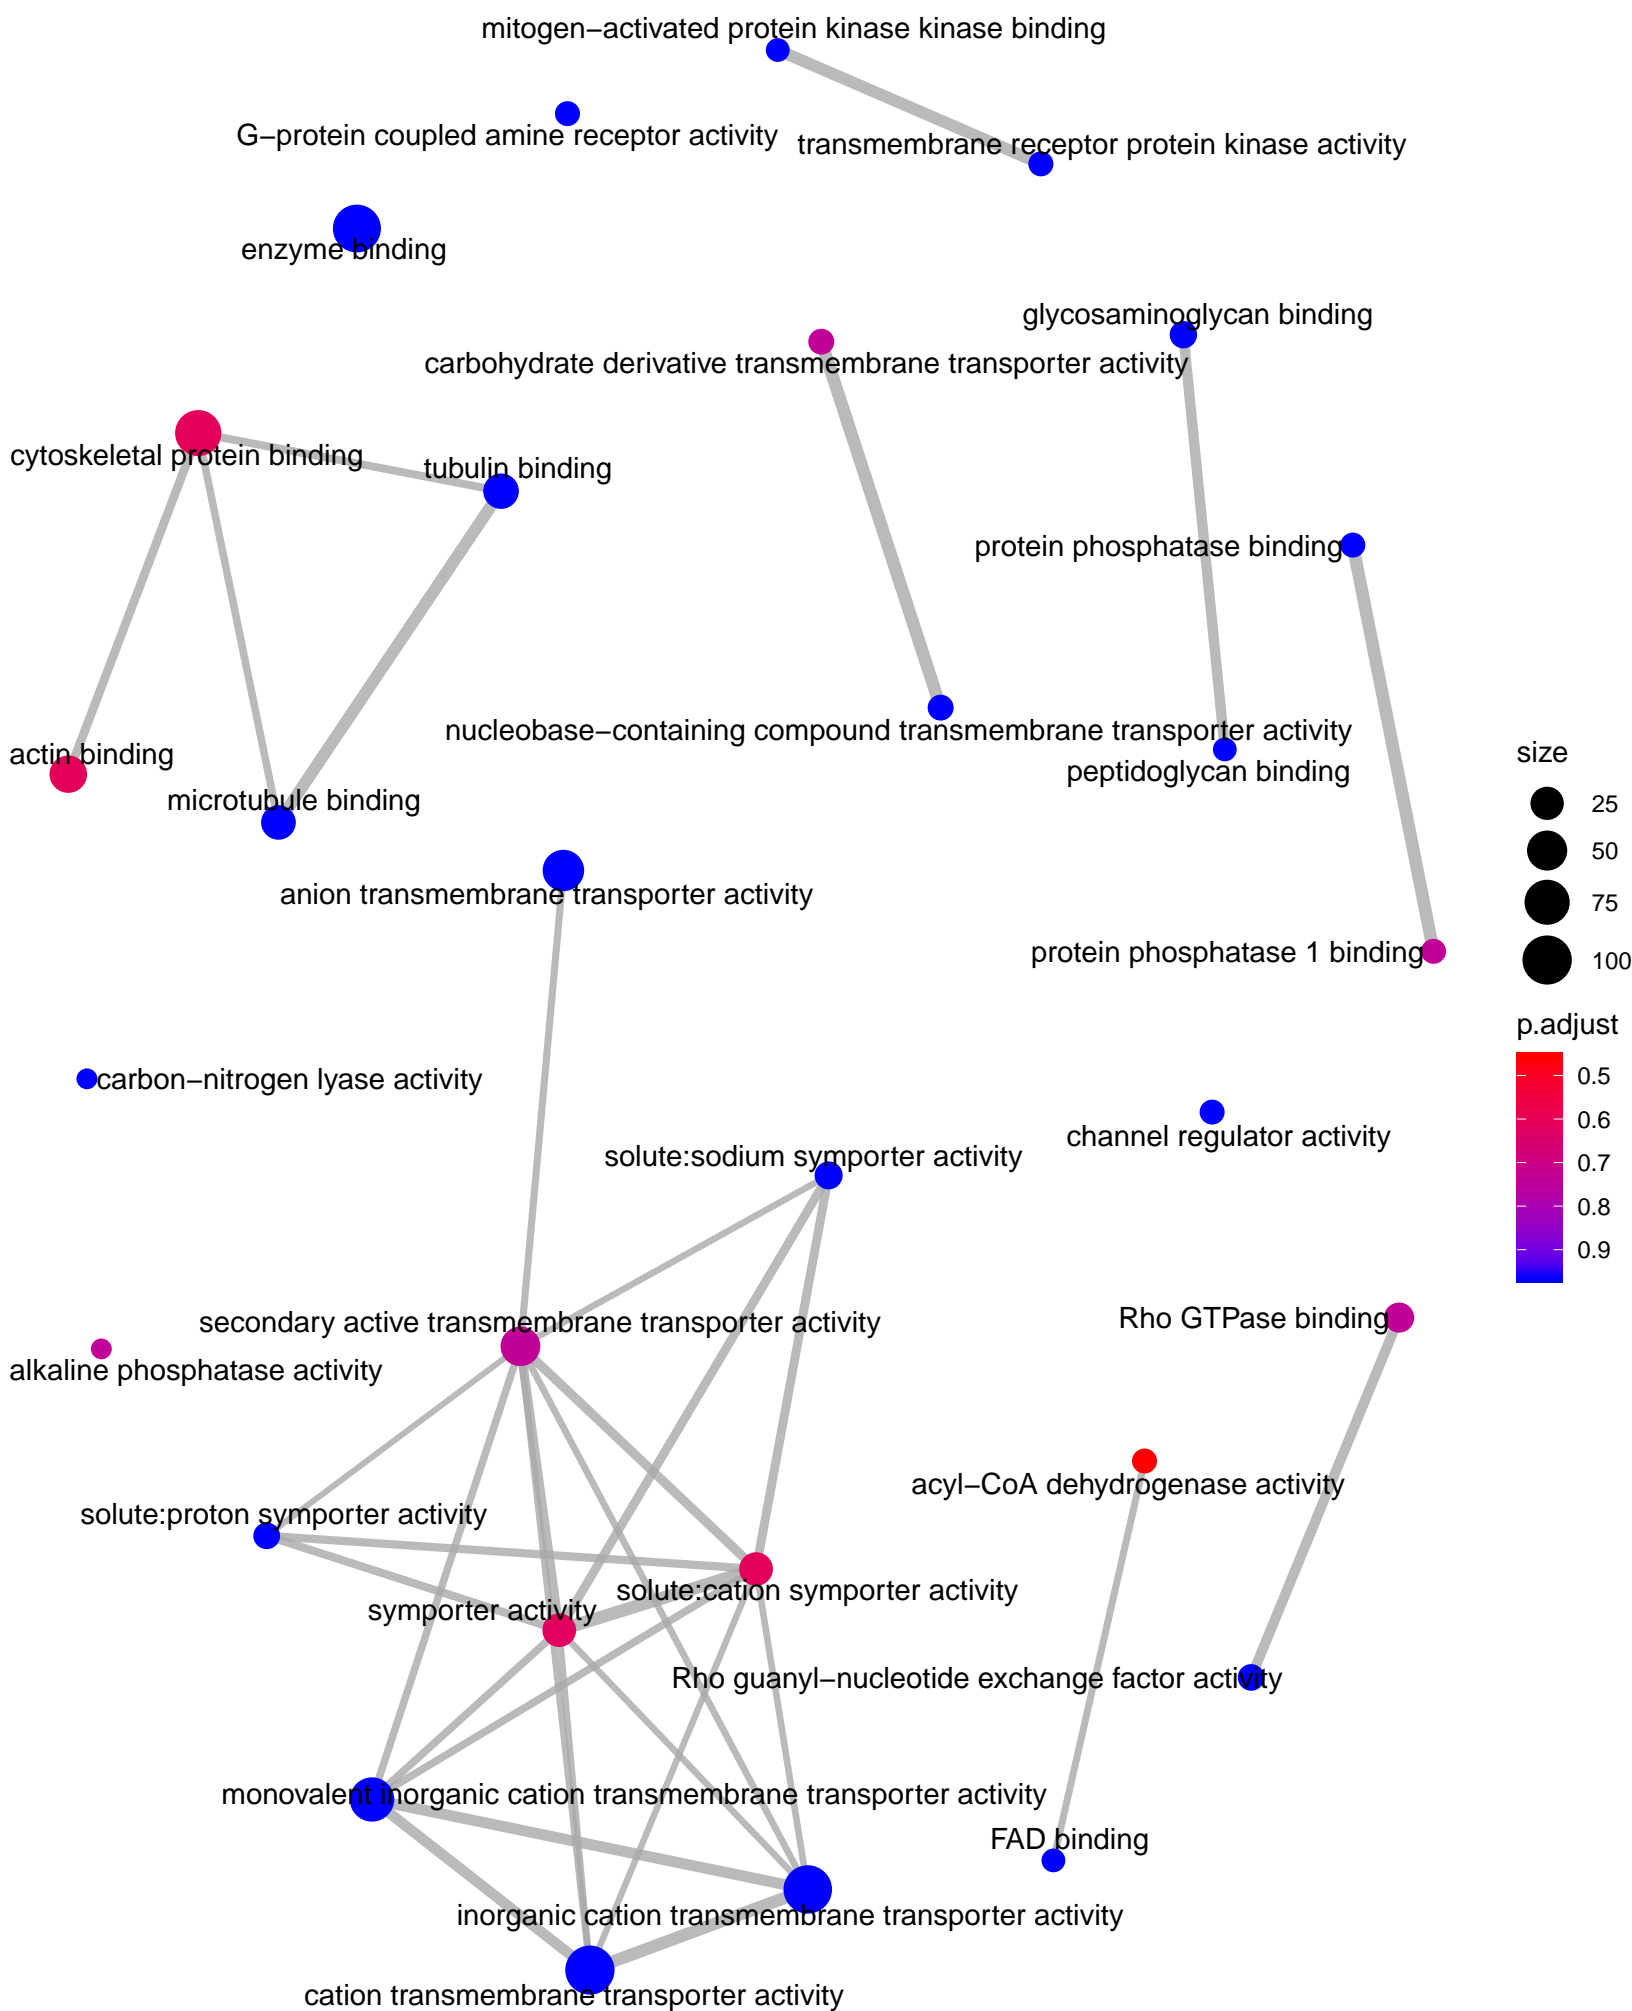 mitogen−activated protein kinase kinase binding
G−protein coupled amine receptor activity
transmembrane receptor protein kinase activity
enzyme binding
glycosaminoglycan binding
carbohydrate derivative transmembrane transporter activity
cytoskeletal protein binding
tubulin binding
protein phosphatase binding
nucleobase−containing compound transmembrane transporter activity
actin binding
peptidoglycan binding
microtubule binding
anion transmembrane transporter activity
protein phosphatase 1 binding
carbon−nitrogen lyase activity
channel regulator activity
solute:sodium symporter activity
secondary active transmembrane transporter activity
Rho GTPase binding
alkaline phosphatase activity
acyl−CoA dehydrogenase activity
solute:proton symporter activity
solute:cation symporter activity
symporter activity
Rho guanyl−nucleotide exchange factor activity
monovalent inorganic cation transmembrane transporter activity
FAD binding
inorganic cation transmembrane transporter activity
cation transmembrane transporter activity
size
25
50
75
100
p.adjust
0.5
0.6
0.7
0.8
0.9